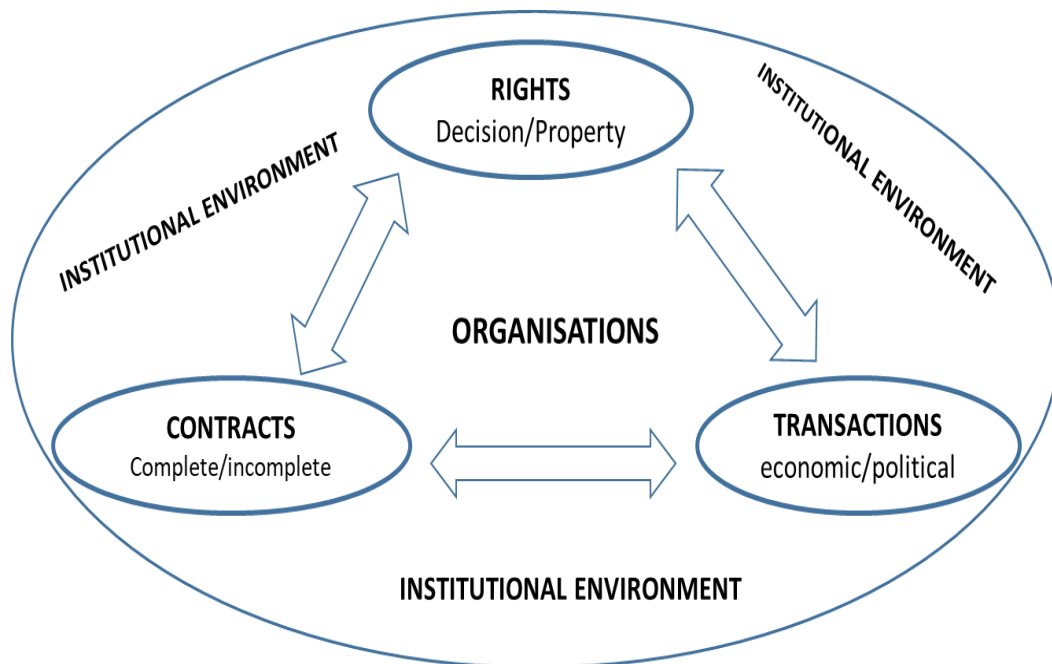 RIGHTS
Decision/Property
INSTITUTIONAL ENVIRONMENT
INSTITUTIONAL ENVIRONMENT
ORGANISATIONS
CONTRACTS
Complete/incomplete
TRANSACTIONS
economic/political
INSTITUTIONAL ENVIRONMENT